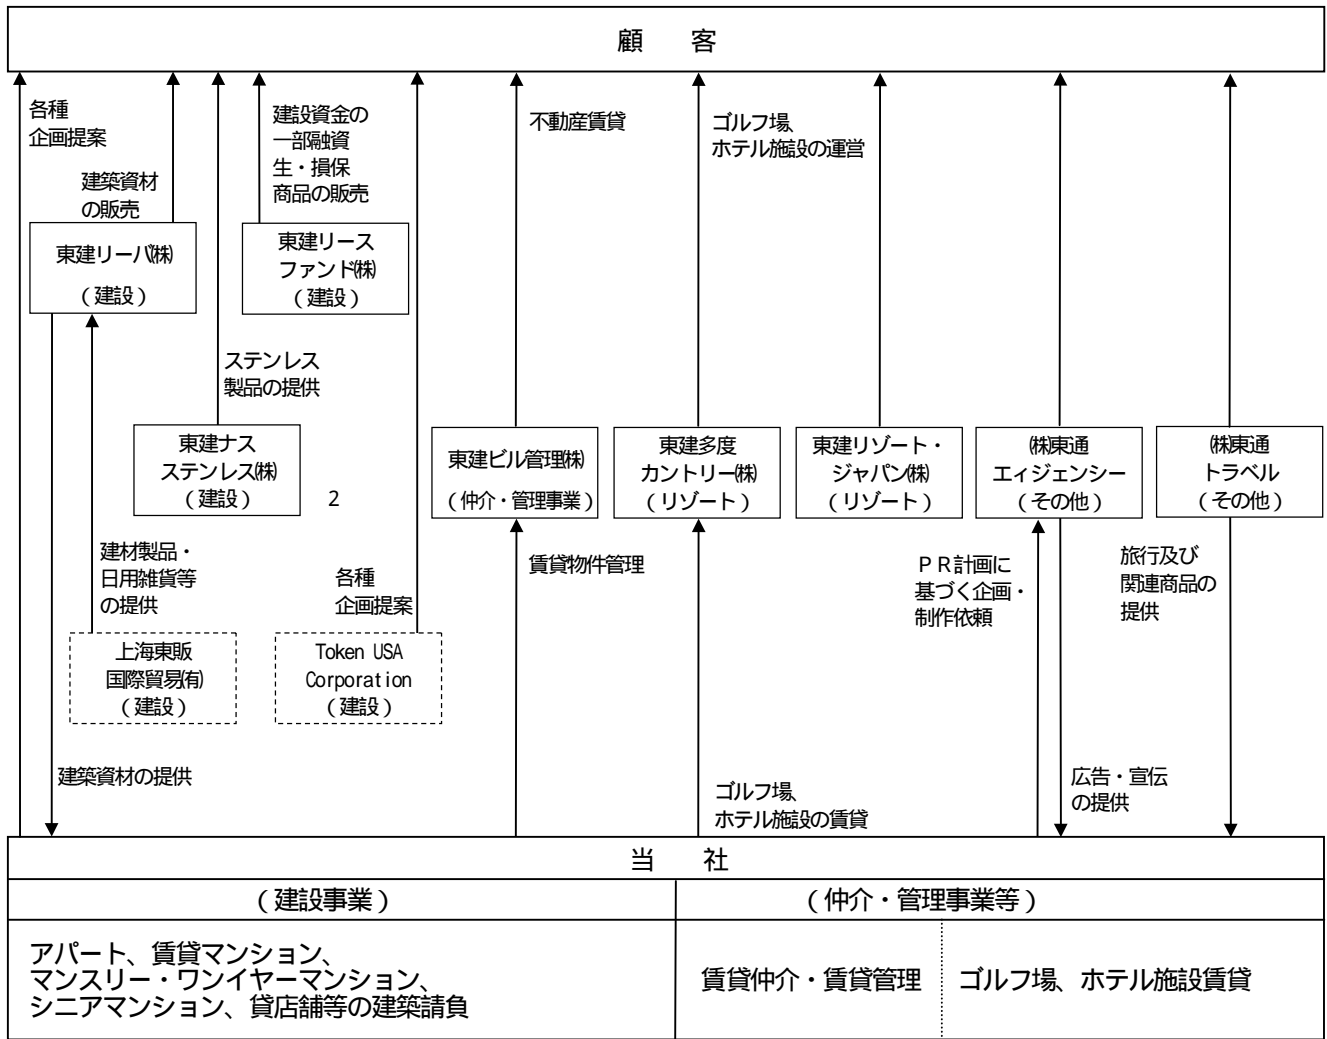 顧　客
各種
企画提案
建築資材
の販売
建設資金の
一部融資
生・損保
商品の販売
不動産賃貸
ゴルフ場、
ホテル施設の運営
東建リーバ㈱
（建設）
東建リース
ファンド㈱
（建設）
ステンレス
製品の提供
東建ナス
ステンレス㈱
（建設）
2
東建ビル管理㈱
（仲介・管理事業）
東建多度
カントリー㈱
（リゾート）
東建リゾート・
ジャパン㈱
（リゾート）
㈱東通
エィジェンシー
（その他）
㈱東通
トラベル
（その他）
建材製品・
日用雑貨等
の提供
各種
企画提案
賃貸物件管理
ＰＲ計画に
基づく企画・
制作依頼
旅行及び
関連商品の
提供
上海東販
国際貿易㈲
（建設）
Token USA
Corporation
（建設）
建築資材の提供
ゴルフ場、
ホテル施設の賃貸
広告・宣伝
の提供
当　社
（建設事業）
（仲介・管理事業等）
アパート、賃貸マンション、
マンスリー・ワンイヤーマンション、
シニアマンション、貸店舗等の建築請負
賃貸仲介・賃貸管理
ゴルフ場、ホテル施設賃貸